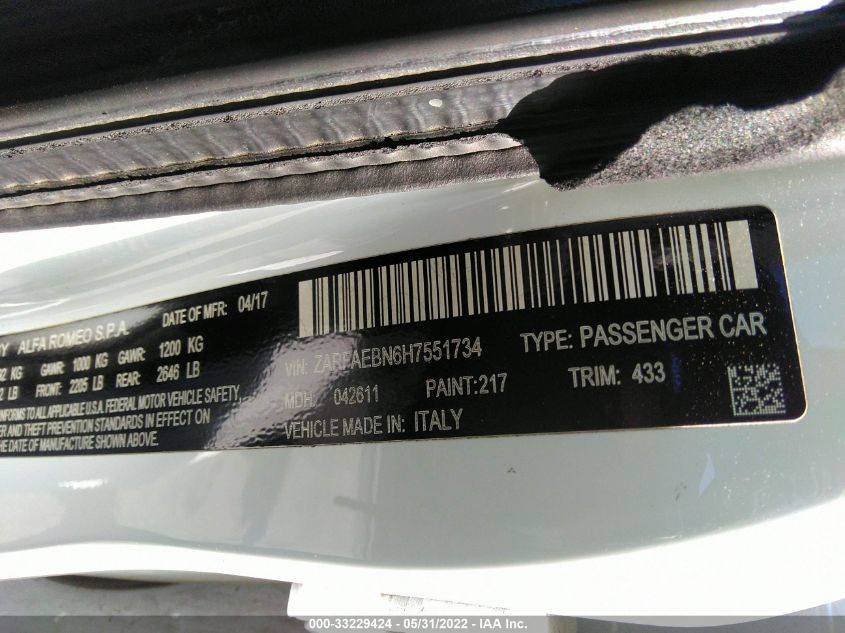 BY ALFA ROMEO S.P.A. DATE OF MFR: 04/17
KG GAWR: 1000 KG GAWR: 1200 KG
LB FRONT: 2205 LB REAR: 2646 LB
TO ALL APPLICABLE U.S.A. FEDERAL MOTOR VEHICLE SAFETY,
AND THEFT PREVENTION STANDARDS IN EFFECT ON
THE DATE OF MANUFACTURE SHOWN ABOVE.
VIN: ZARFAEBN6H7551734 TYPE: PASSENGER CAR
MDH: 042611 PAINT: 217 TRIM: 433
VEHICLE MADE IN: ITALY
000-33229424 - 05/31/2022 - IAA Inc.